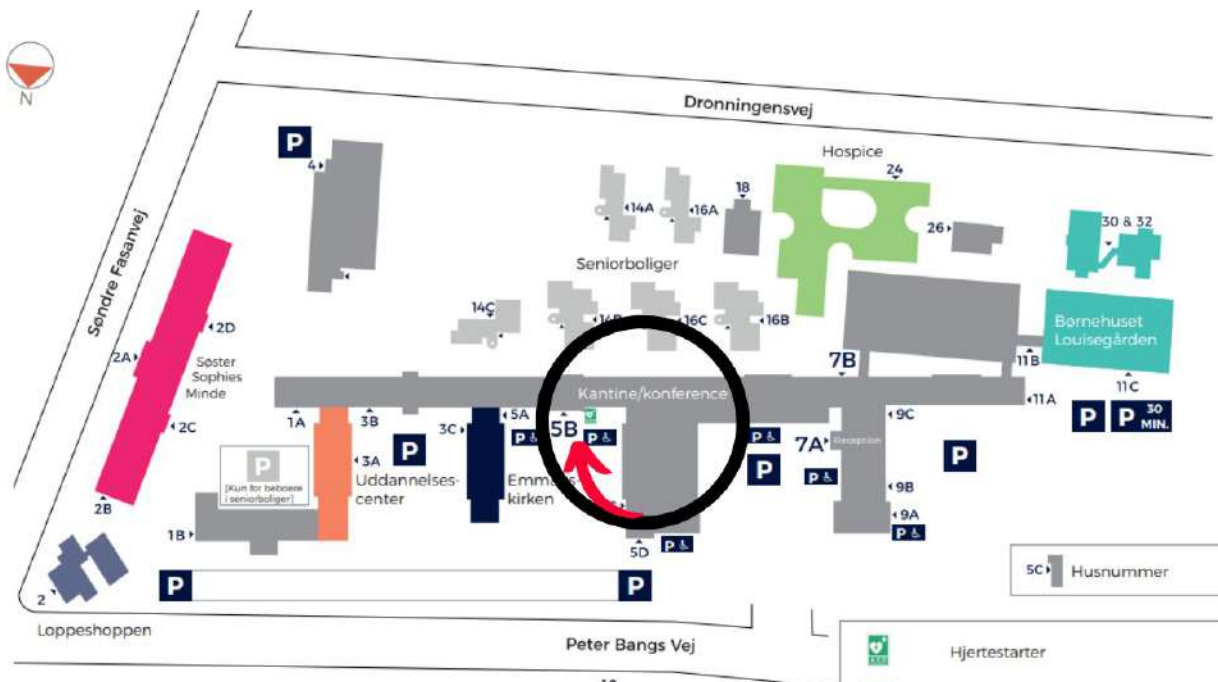 N
Søndre Fasanvej
Dronningensvej
P
4
14A
16A
18
Hospice
24
26
30 & 32
Seniorboliger
14C
16C
16B
2A
2D
Søster
Sophies
Minde
2C
2B
Børnehuset
Louisegården
7B
11B
11C
11A
Kantine/konference
1A
3B
3C
5A
5B
9C
P
P 30
MIN.
P
[Kun for beboere
i seniorboliger]
3A
P
P
P
P
7A
Reception
P
P
P
Uddannelses-
center
kirken
9B
9A
P
1B
5D
P
P
P
2
Loppeshoppen
Peter Bangs Vej
5C Husnummer
Hjertestarter